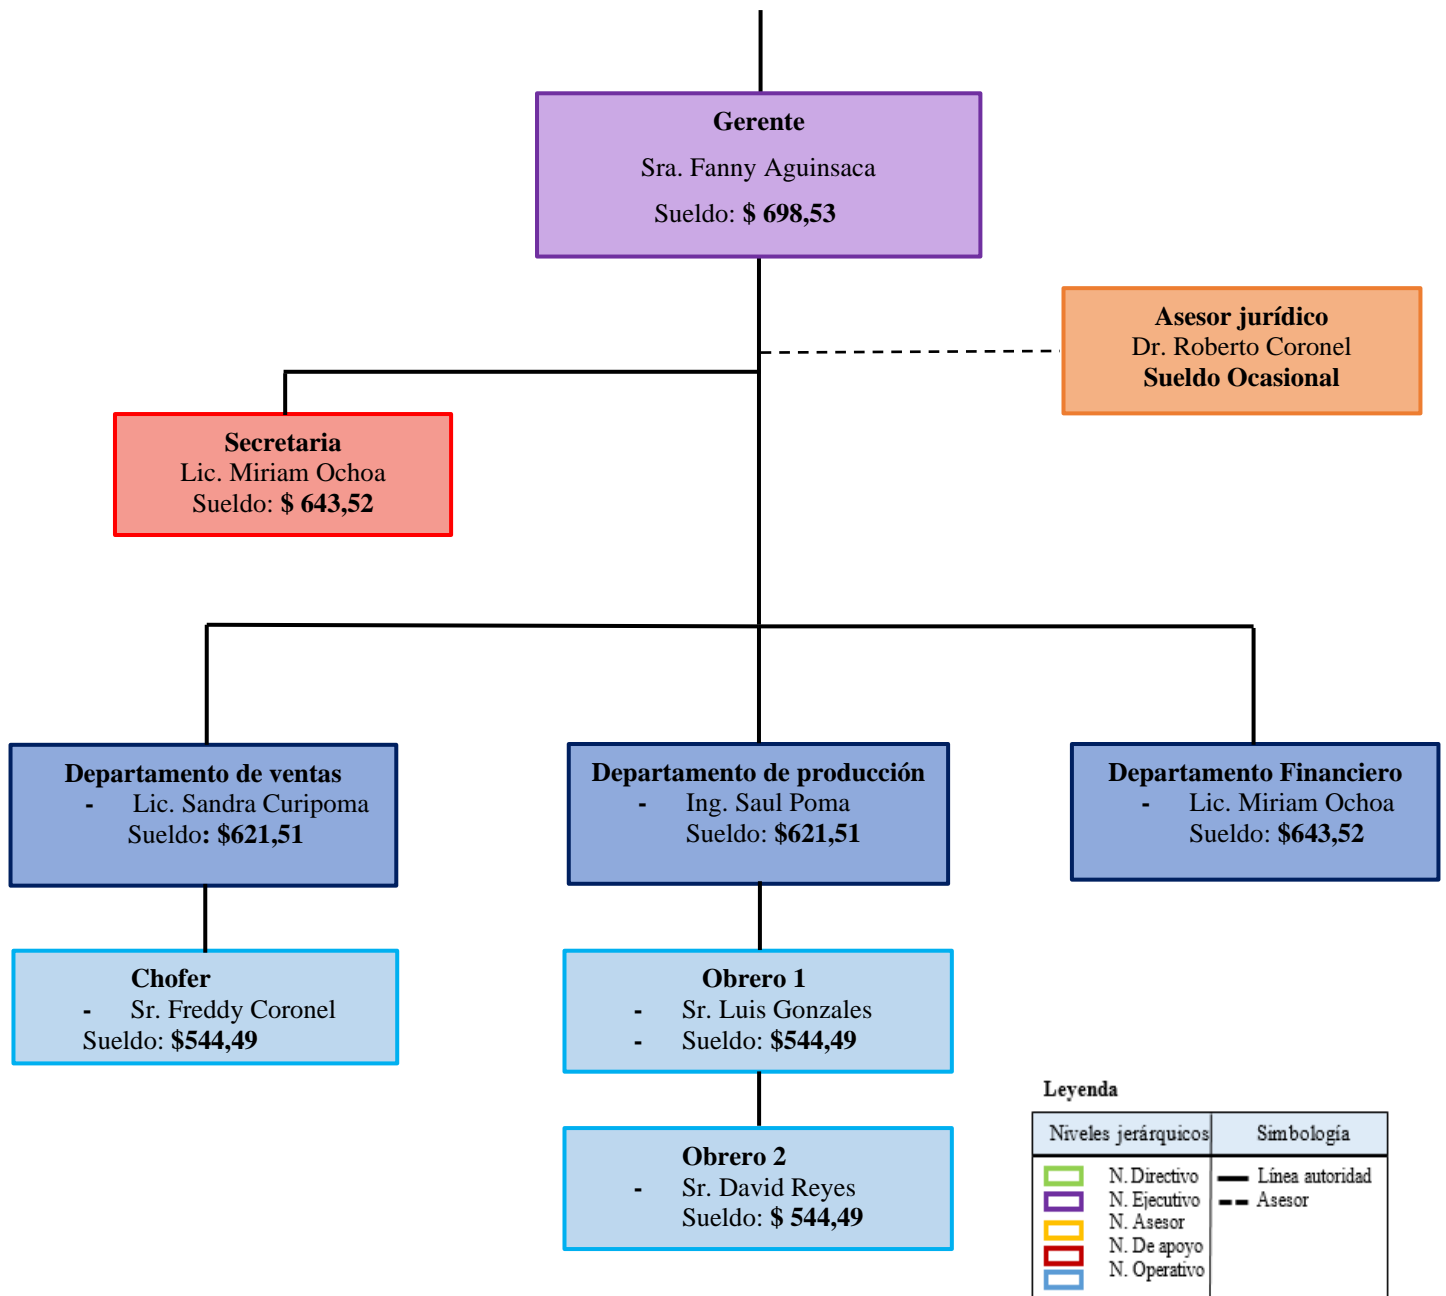 Gerente
Sra. Fanny Aguinsaca
Sueldo: $ 698,53
Asesor jurídico
Dr. Roberto Coronel
Sueldo Ocasional
Secretaria
Lic. Miriam Ochoa
Sueldo: $ 643,52
Departamento de ventas
- Lic. Sandra Curipoma
Sueldo: $621,51
Departamento de producción
- Ing. Saul Poma
Sueldo: $621,51
Departamento Financiero
- Lic. Miriam Ochoa
Sueldo: $643,52
Chofer
- Sr. Freddy Coronel
Sueldo: $544,49
Obrero 1
- Sr. Luis Gonzales
- Sueldo: $544,49
Obrero 2
- Sr. David Reyes
Sueldo: $ 544,49
Leyenda
Niveles jerárquicos
Simbología
N. Directivo
Línea autoridad
N. Ejecutivo
Asesor
N. Asesor
N. De apoyo
N. Operativo